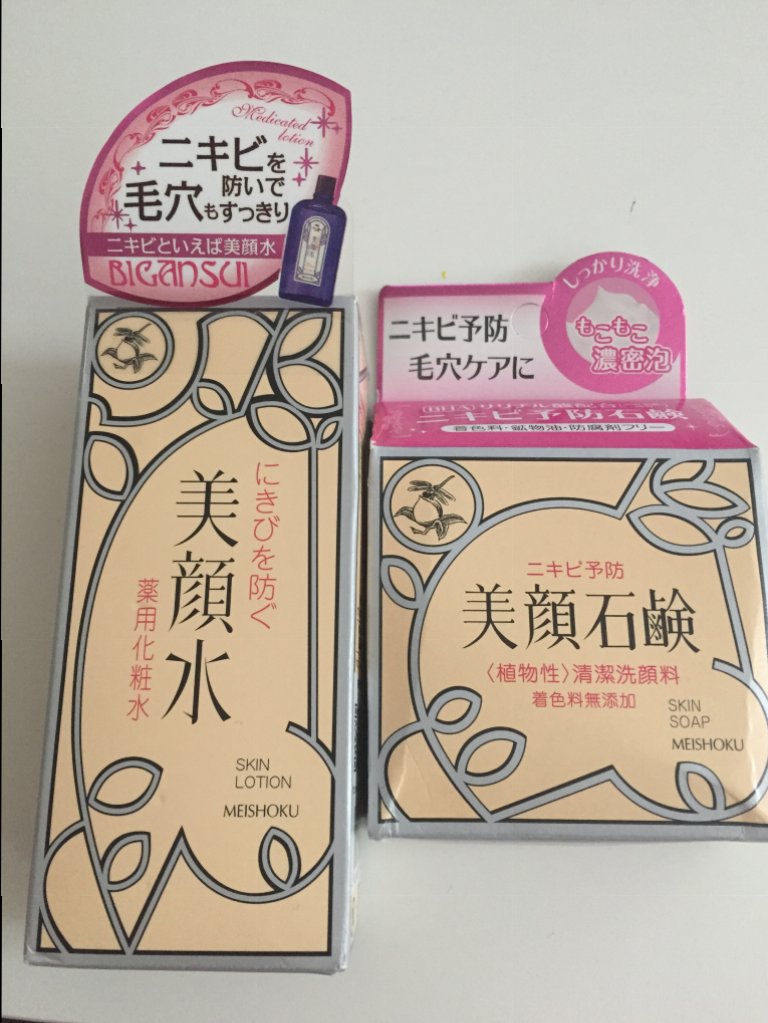 Medicated
lotion
ニキビを
防いで
毛穴もすっきり
ニキビといえば美顔水
BIGANSUI
美顔水
にきびを防ぐ
美顔水
薬用化粧水
SKIN
LOTION
MEISHOKU
しっかり洗浄
もこもこ
濃密泡
ニキビ予防
毛穴ケアに
ニキビ予防石鹸
着色料・鉱物油・防腐剤フリー
ニキビ予防
美顔石鹸
〈植物性〉清潔洗顔料
着色料無添加
SKIN
SOAP
MEISHOKU